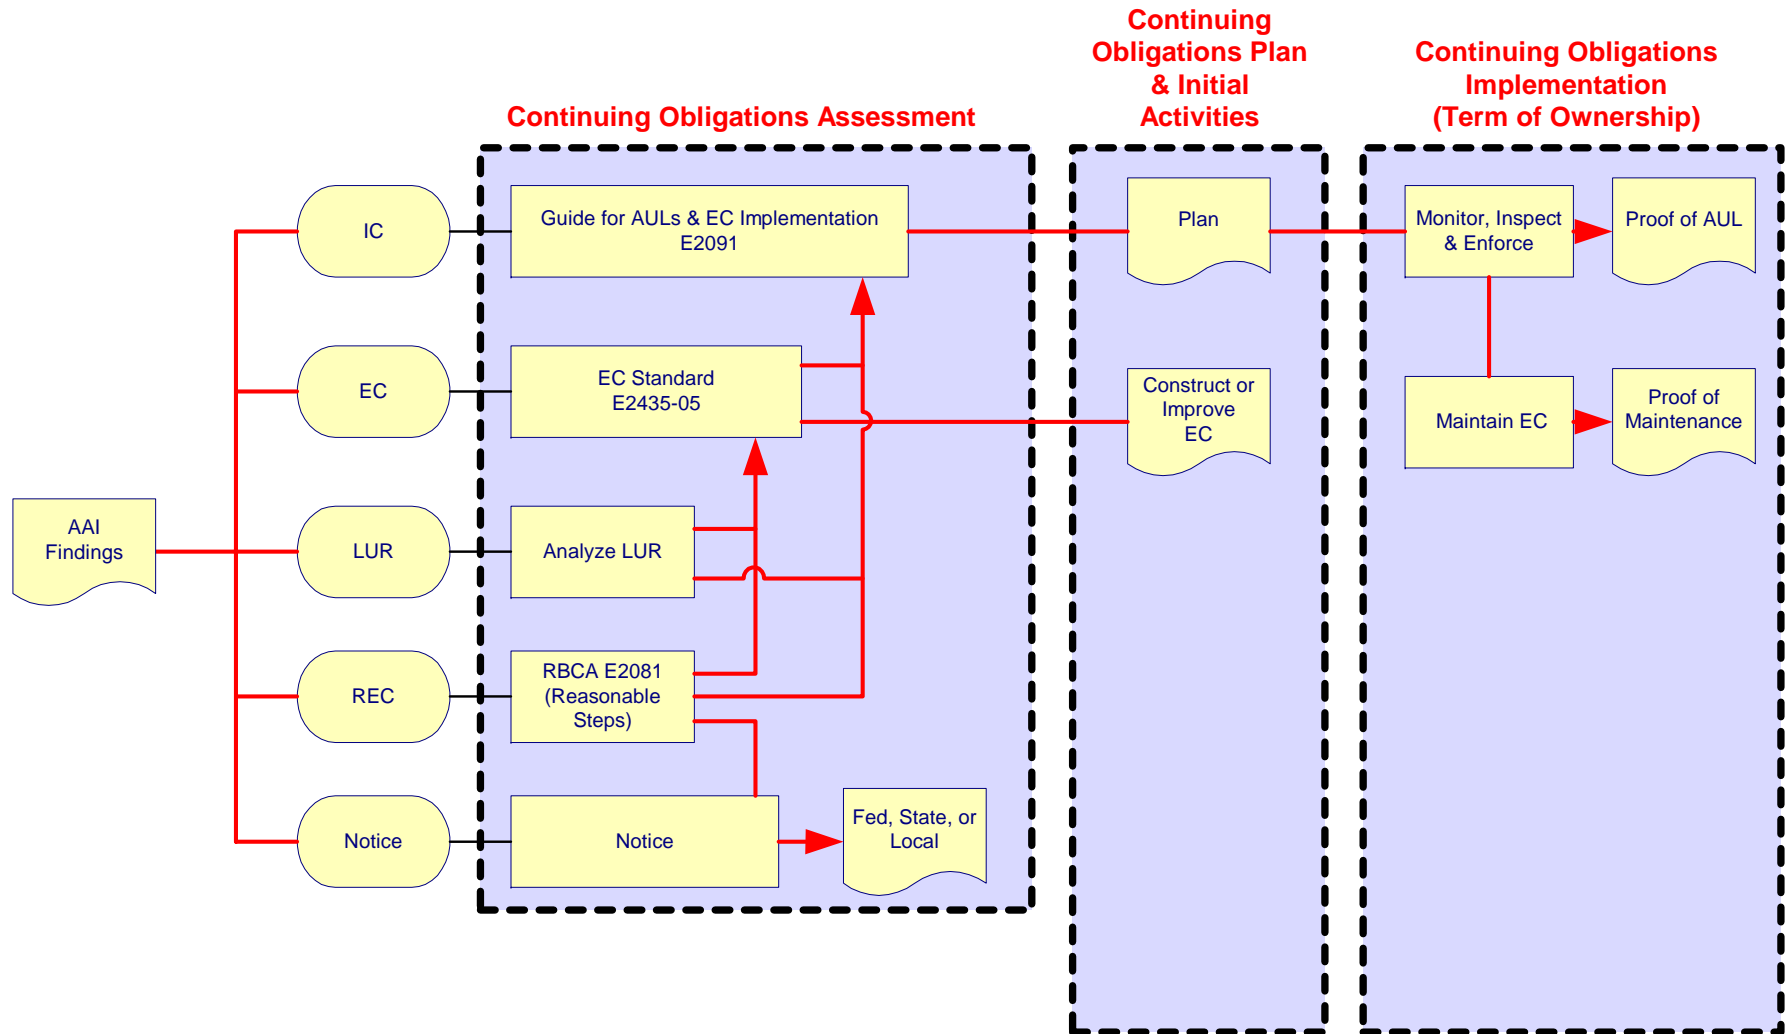 Continuing
Obligations Plan
& Initial
Activities
Continuing Obligations
Implementation
(Term of Ownership)
Continuing Obligations Assessment
IC
Guide for AULs & EC Implementation
E2091
Plan
Monitor, Inspect
& Enforce
Proof of AUL
EC
EC Standard
E2435-05
Construct or
Improve
EC
Maintain EC
Proof of
Maintenance
AAI
Findings
LUR
Analyze LUR
REC
RBCA E2081
(Reasonable
Steps)
Notice
Notice
Fed, State, or
Local